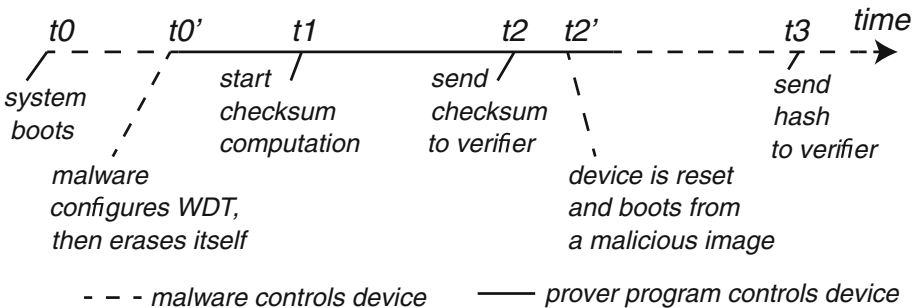 t0 t0’ t1 t2 t2’ t3 time
system
boots
start
checksum
computation
send
checksum
to verifier
send
hash
to verifier
malware
configures WDT,
then erases itself
device is reset
and boots from
a malicious image
malware controls device
prover program controls device